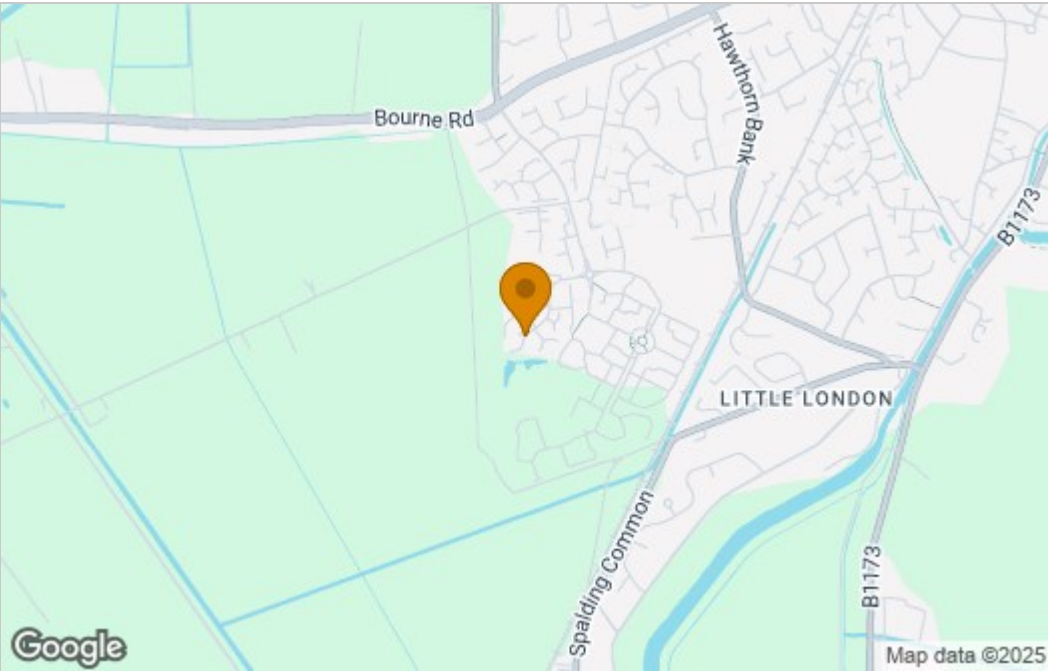 Hawthorn Bank
Bourne Rd
B1173
LITTLE LONDON
Spalding Common
B1173
Google
Map data ©2025